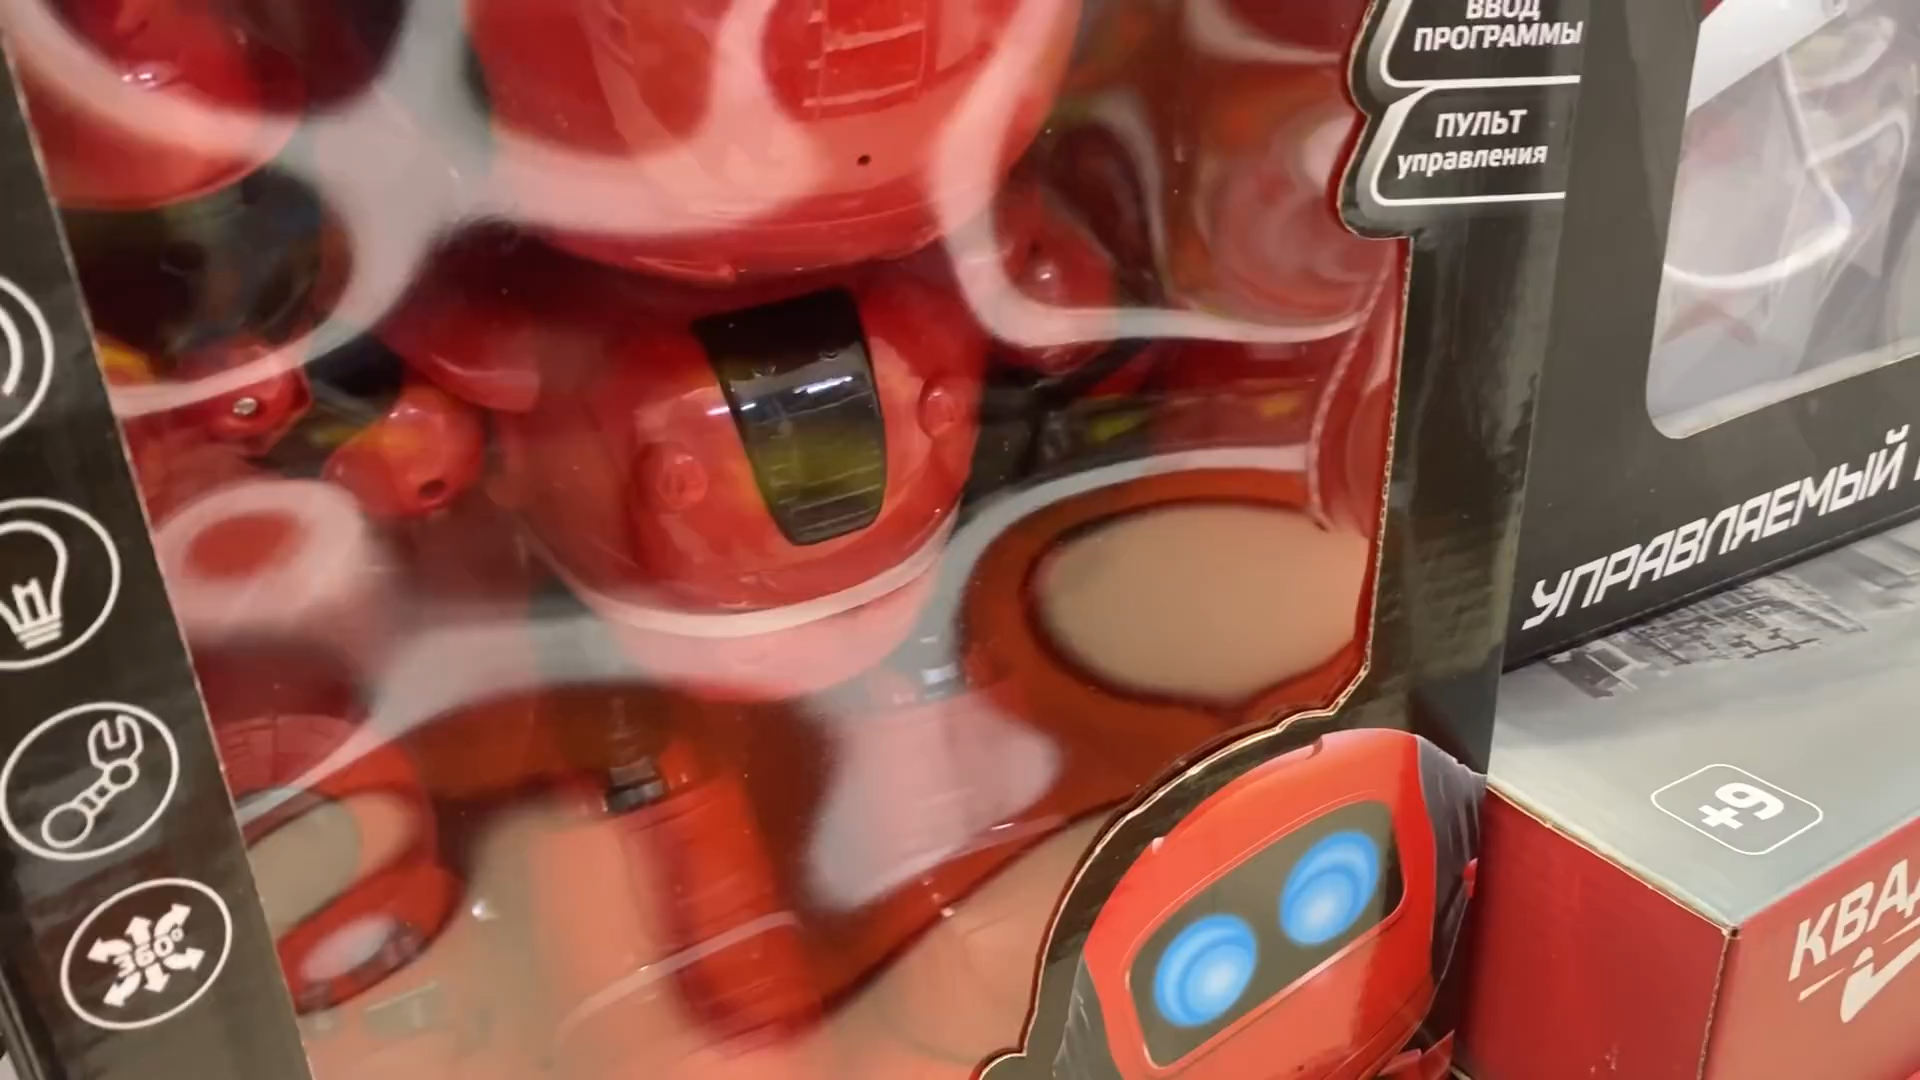 ВВОД
ПРОГРАММЫ
ПУЛЬТ
управления
УПРАВЛЯЕМЫЙ
360°
+9